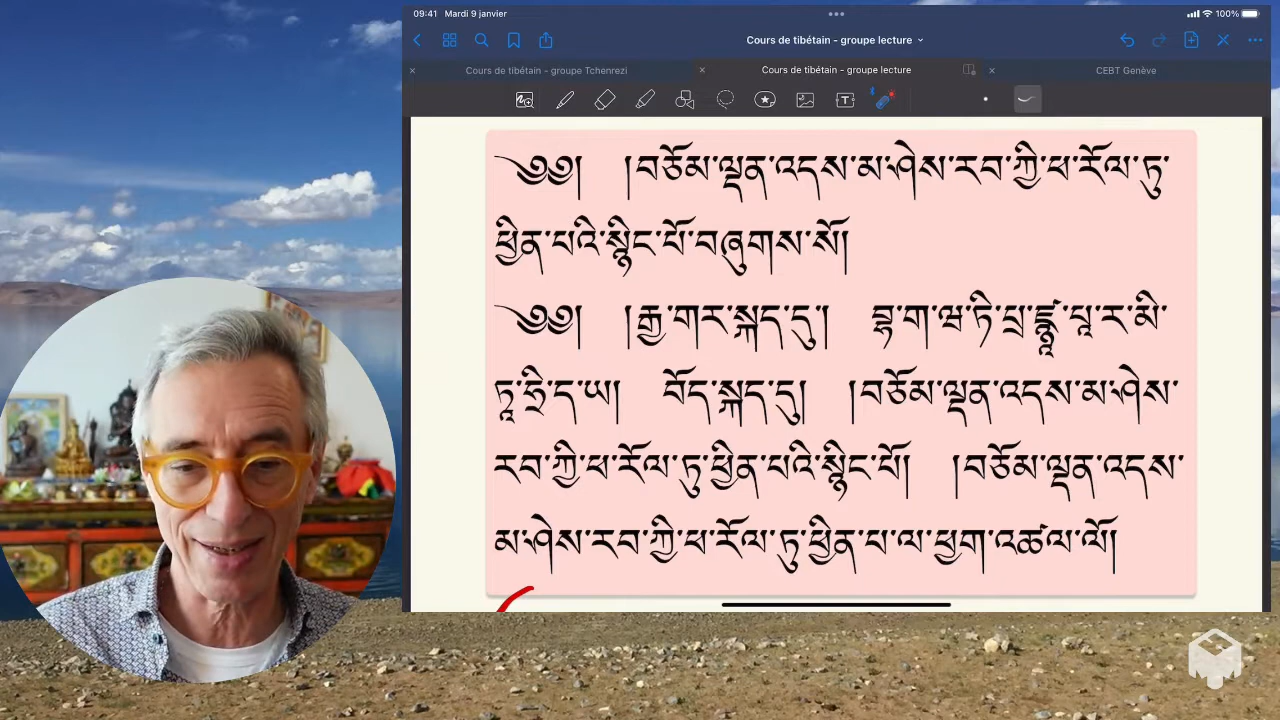 09:41 Mardi 9 janvier
100%
Cours de tibétain - groupe lecture
Cours de tibétain - groupe Tchenrezi
Cours de tibétain - groupe lecture
CEBT Genève
༄༅། །བཅོམ་ལྡན་འདས་མ་ཤེས་རབ་ཀྱི་ཕ་རོལ་ཏུ་
ཕྱིན་པའི་སྙིང་པོ་བཞུགས་སོ།
༄༅། །རྒྱ་གར་སྐད་དུ། བྷ་ག་ཝ་ཏི་པྲ་ཛྙཱ་པཱ་ར་མི་
ཏཱ་ཧྲི་ད་ཡ། བོད་སྐད་དུ། །བཅོམ་ལྡན་འདས་མ་ཤེས་
རབ་ཀྱི་ཕ་རོལ་ཏུ་ཕྱིན་པའི་སྙིང་པོ། །བཅོམ་ལྡན་འདས་
མ་ཤེས་རབ་ཀྱི་ཕ་རོལ་ཏུ་ཕྱིན་པ་ལ་ཕྱག་འཚལ་ལོ།